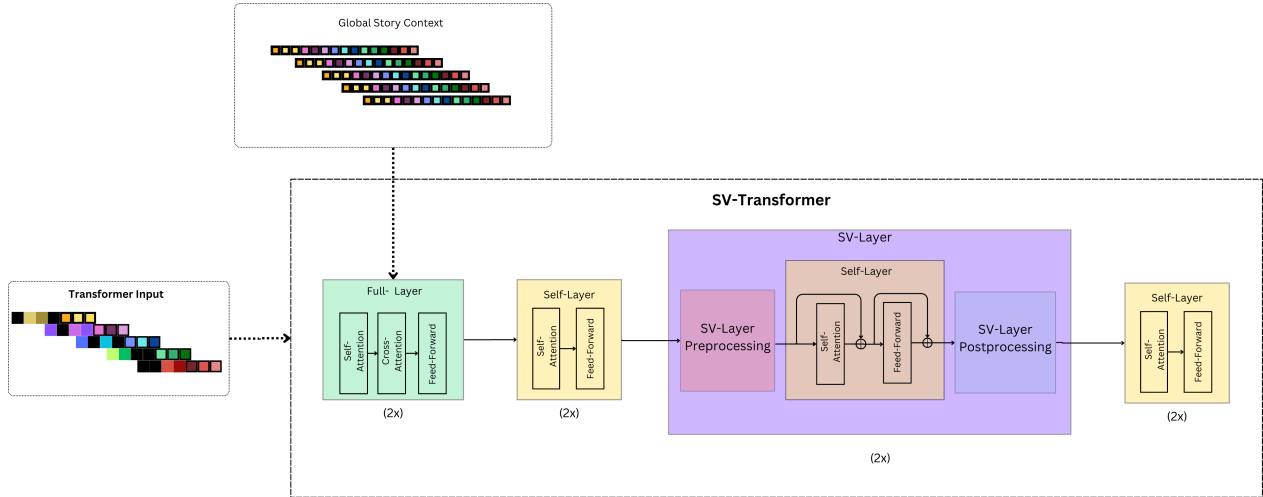 Global Story Context
SV-Transformer
Transformer Input
Full- Layer
Self-
Attention
Cross-
Attention
Feed-Forward
(2x)
Self-Layer
Self-
Attention
Feed-Forward
(2x)
SV-Layer
SV-Layer
Preprocessing
Self-Layer
Self-
Attention
Feed-Forward
SV-Layer
Postprocessing
(2x)
Self-Layer
Self-
Attention
Feed-Forward
(2x)